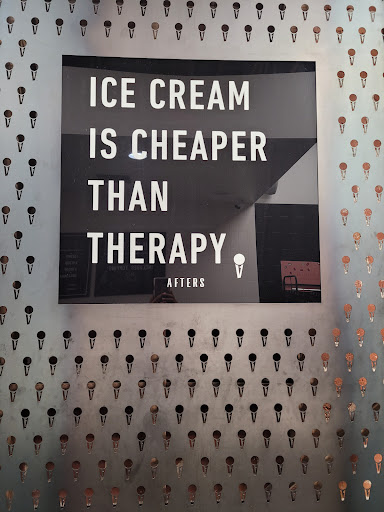 ICE CREAM
IS CHEAPER
THAN
THERAPY
AFTERS